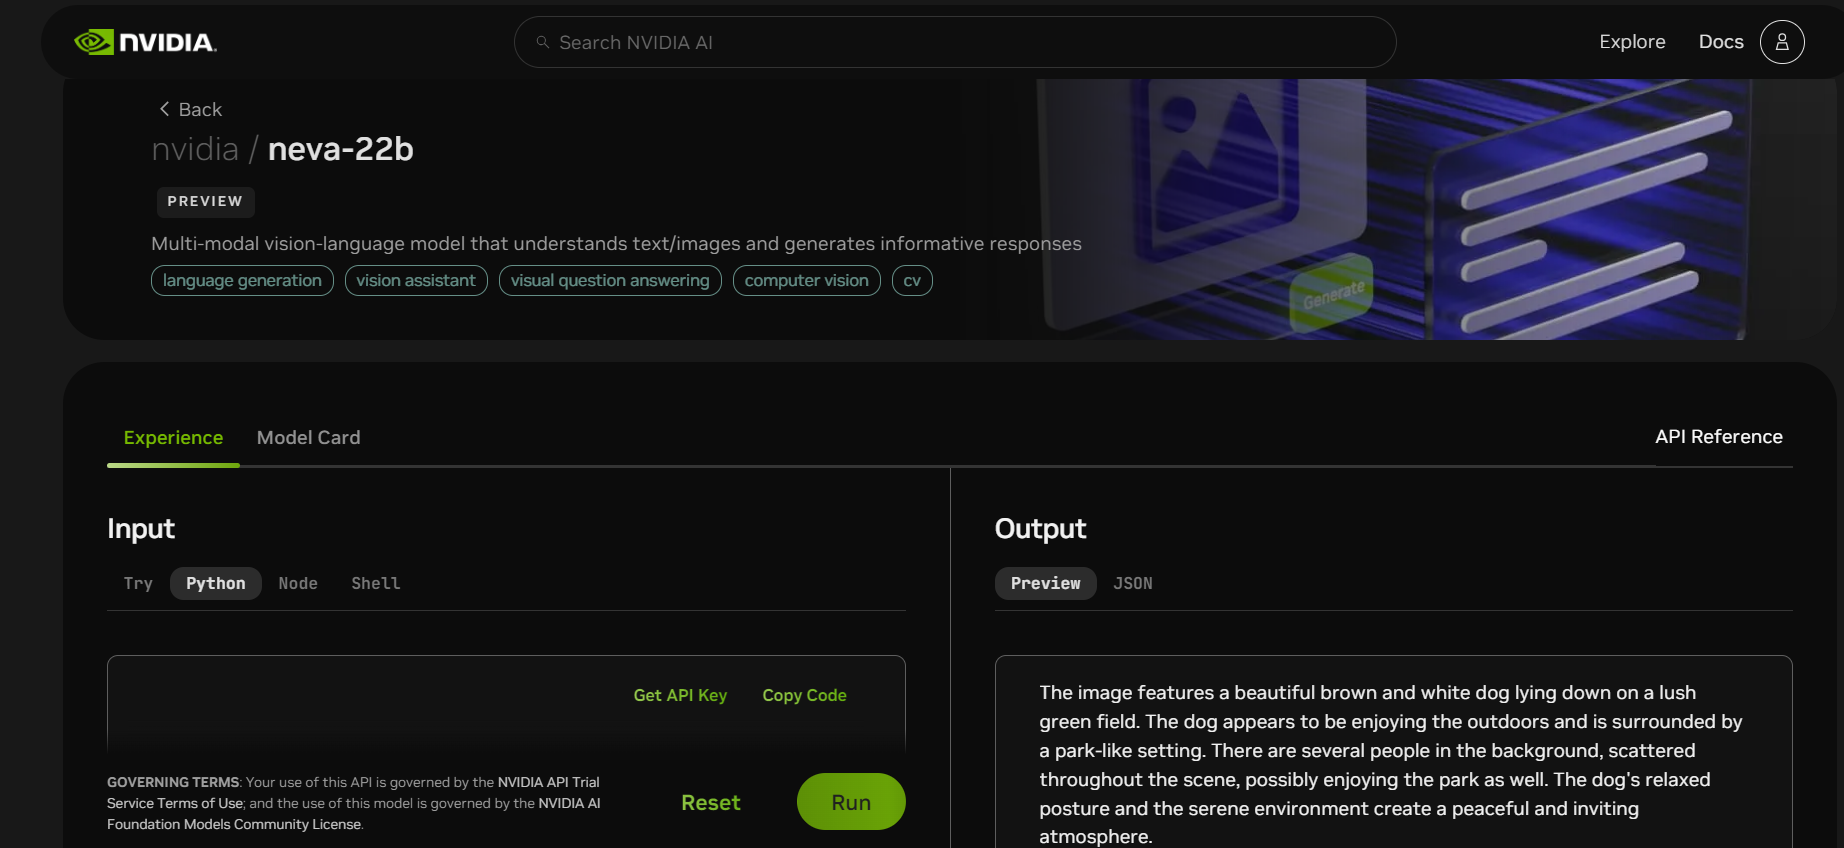 NVIDIA.
Search NVIDIA AI
Explore
Docs
Back
nvidia / neva-22b
PREVIEW
Multi-modal vision-language model that understands text/images and generates informative responses
language generation
vision assistant
visual question answering
computer vision
cv
Generate
Experience
Model Card
API Reference
Input
Try
Python
Node
Shell
Get API Key
Copy Code
GOVERNING TERMS: Your use of this API is governed by the NVIDIA API Trial
Service Terms of Use; and the use of this model is governed by the NVIDIA AI
Foundation Models Community License.
Reset
Run
Output
Preview
JSON
The image features a beautiful brown and white dog lying down on a lush
green field. The dog appears to be enjoying the outdoors and is surrounded by
a park-like setting. There are several people in the background, scattered
throughout the scene, possibly enjoying the park as well. The dog's relaxed
posture and the serene environment create a peaceful and inviting
atmosphere.